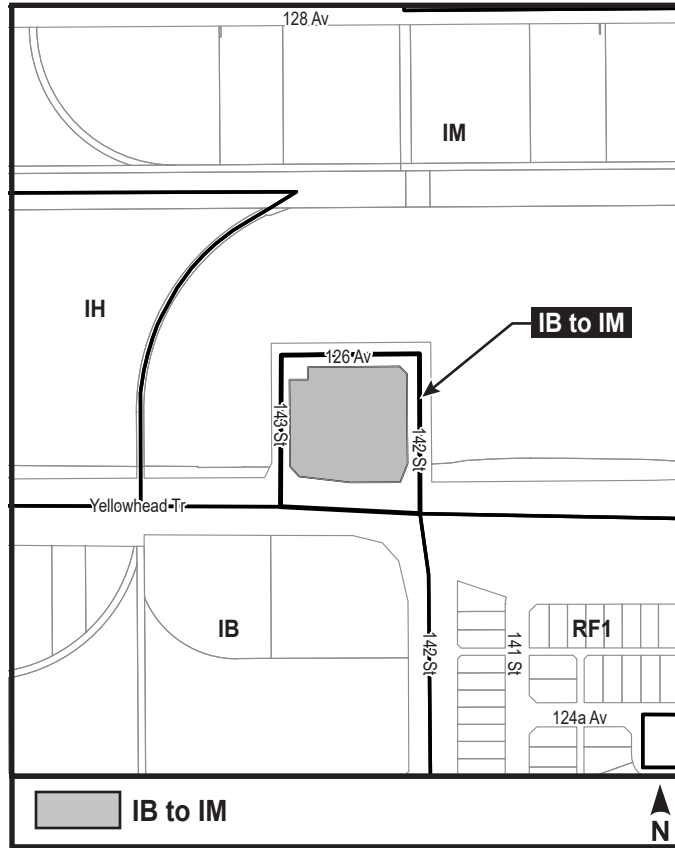 128 Av
IM
IH
IB to IM
126 Av
143 St
142 St
Yellowhead Tr
IB
142 St
141 St
RF1
124a Av
IB to IM
N